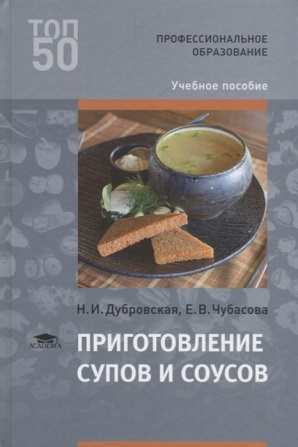 ТОП
50
ПРОФЕССИОНАЛЬНОЕ
ОБРАЗОВАНИЕ
Учебное пособие
Н.И. Дубровская, Е.В. Чубасова
ACADEMA
ПРИГОТОВЛЕНИЕ
СУПОВ И СОУСОВ